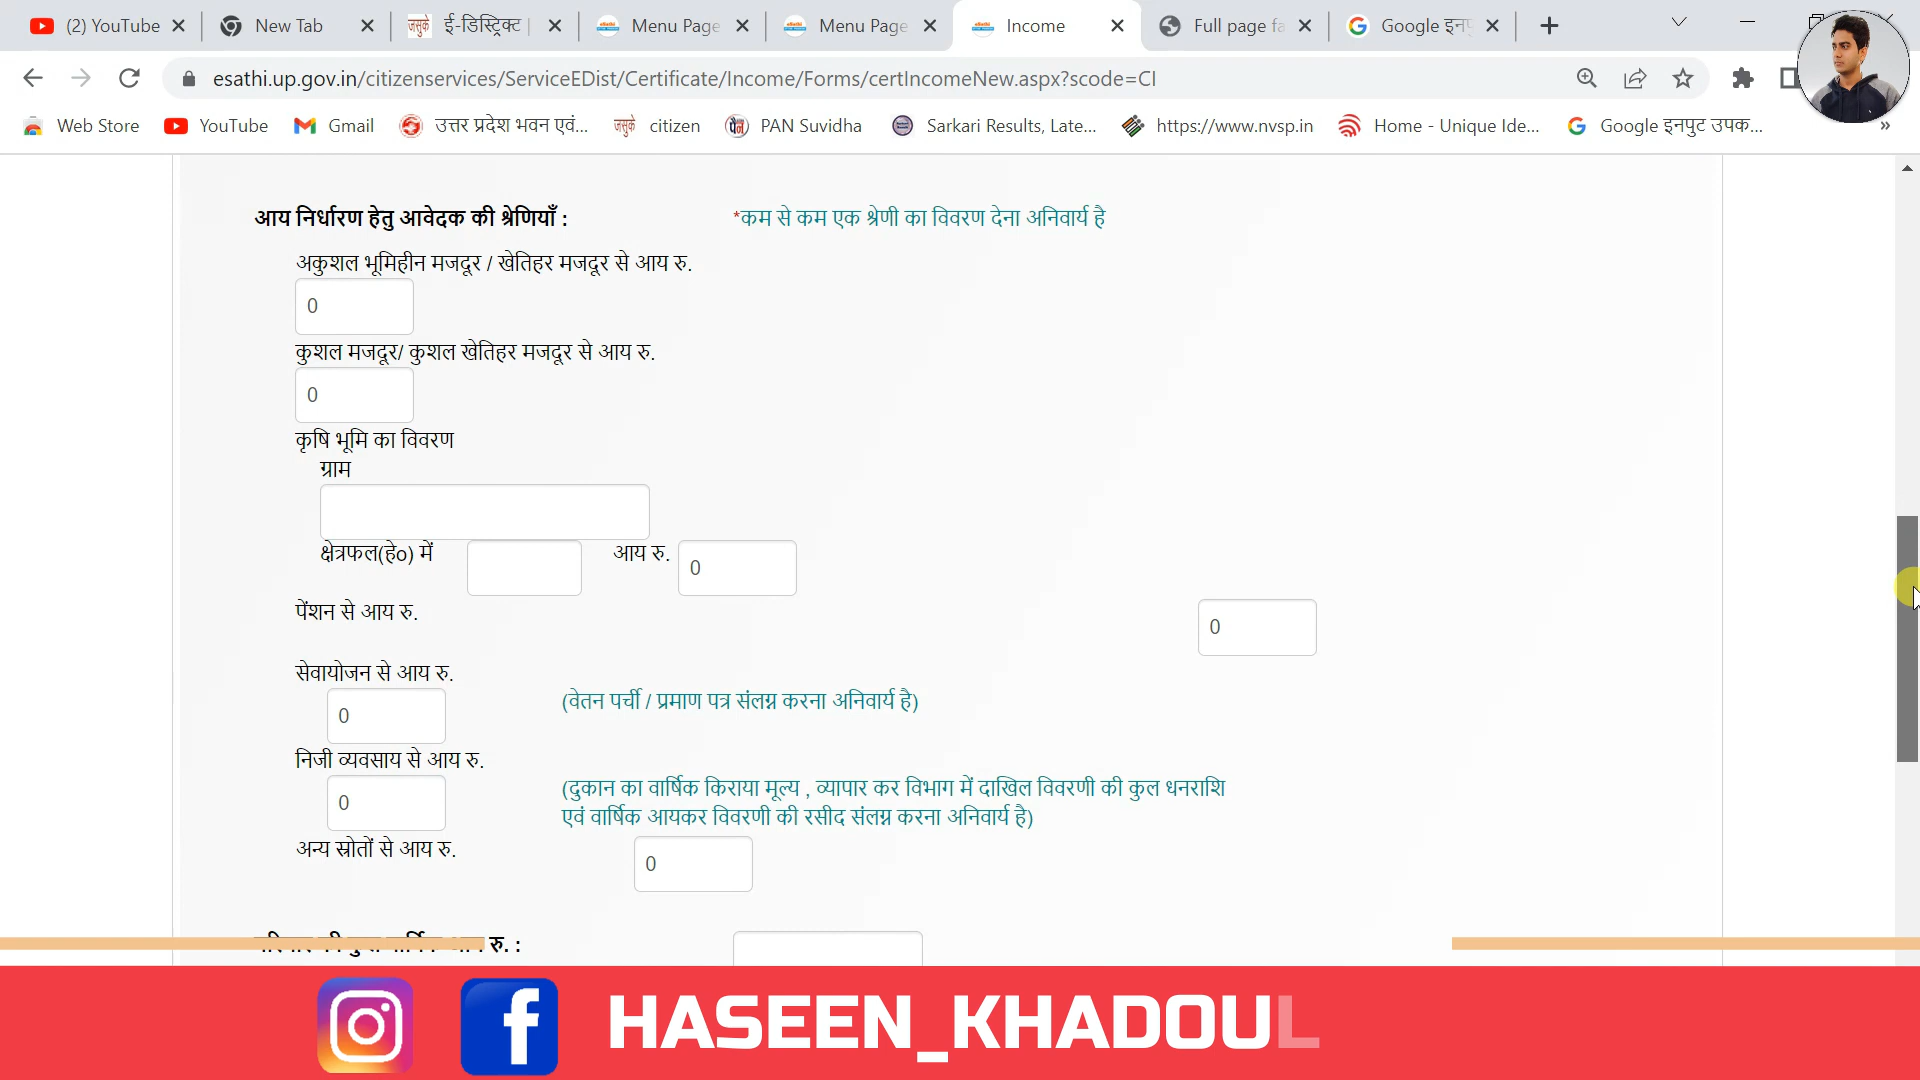 (2) YouTube
New Tab
ई-डिस्ट्रिक्ट
Menu Page
Menu Page
Income
Full page fa
Google इनपु
esathi.up.gov.in/citizenservices/ServiceEDist/Certificate/Income/Forms/certIncomeNew.aspx?scode=CI
Web Store
YouTube
Gmail
उत्तर प्रदेश भवन एवं...
citizen
PAN Suvidha
Sarkari Results, Late...
https://www.nvsp.in
Home - Unique Ide...
Google इनपुट उपक...
»
आय निर्धारण हेतु आवेदक की श्रेणियाँ : *कम से कम एक श्रेणी का विवरण देना अनिवार्य है
अकुशल भूमिहीन मजदूर / खेतिहर मजदूर से आय रु.
0
कुशल मजदूर/ कुशल खेतिहर मजदूर से आय रु.
0
कृषि भूमि का विवरण
ग्राम
क्षेत्रफल(हे०) में आय रु. 0
पेंशन से आय रु. 0
सेवायोजन से आय रु.
0 (वेतन पर्ची / प्रमाण पत्र संलग्न करना अनिवार्य है)
निजी व्यवसाय से आय रु.
0 (दुकान का वार्षिक किराया मूल्य , व्यापार कर विभाग में दाखिल विवरणी की कुल धनराशि
एवं वार्षिक आयकर विवरणी की रसीद संलग्न करना अनिवार्य है)
अन्य स्रोतों से आय रु. 0
रु. :
HASEEN_KHADOUL